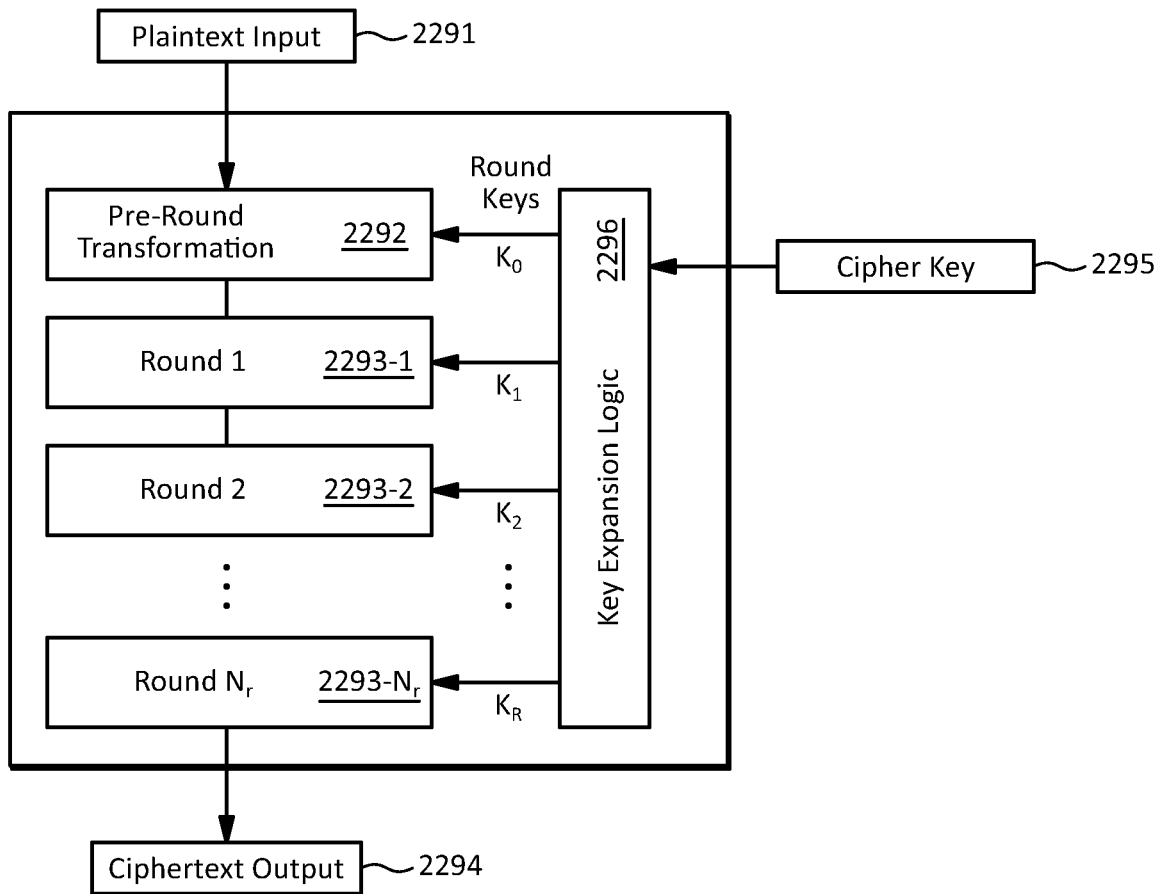 Plaintext Input
2291
Round
Keys
Pre-Round
Transformation
2292
K₀
2296
Key Expansion Logic
Cipher Key
2295
Round 1
2293-1
K₁
Round 2
2293-2
K₂
Round Nᵣ
2293-Nᵣ
K_R
Ciphertext Output
2294